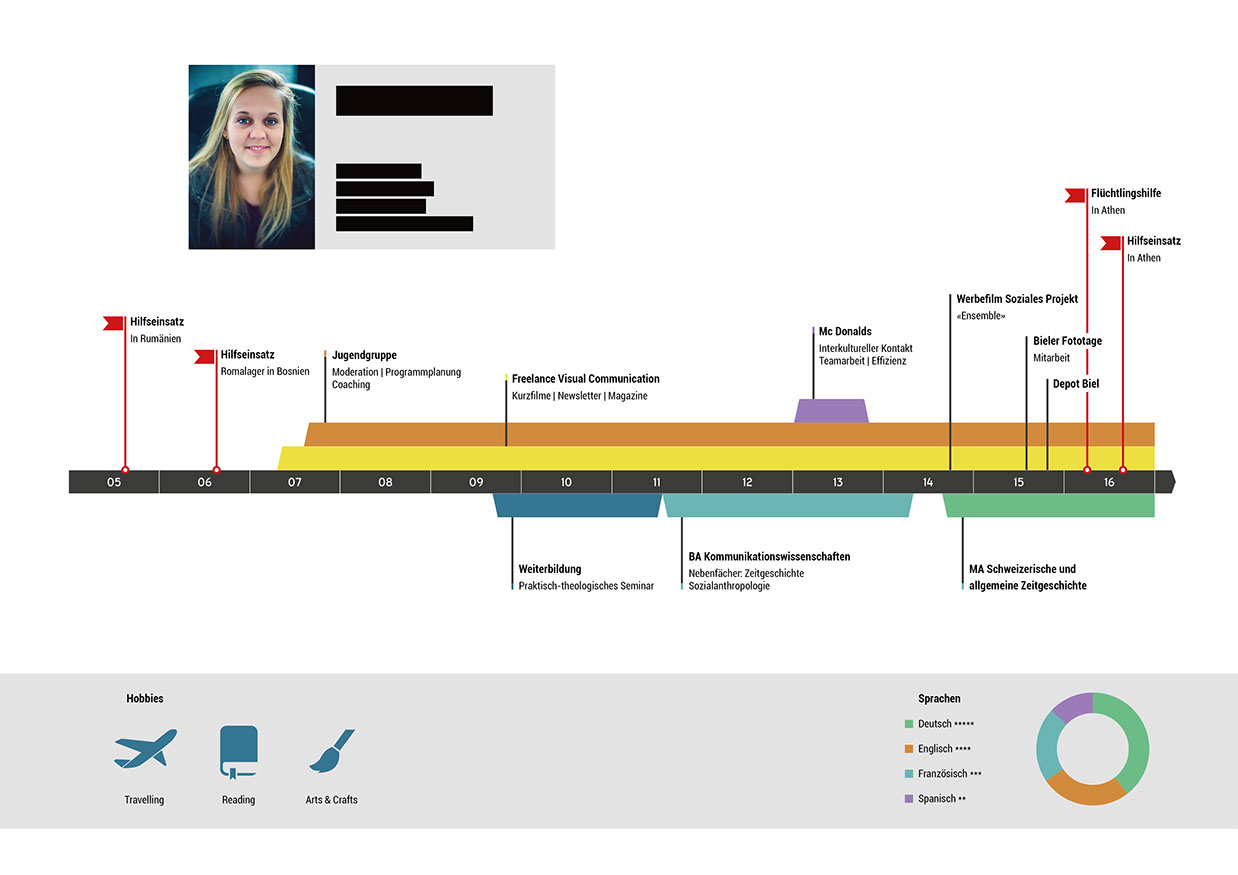 Flüchtlingshilfe
In Athen
Hilfseinsatz
In Athen
Werbefilm Soziales Projekt
«Ensemble»
Hilfseinsatz
In Rumänien
Mc Donalds
Interkultureller Kontakt
Teamarbeit | Effizienz
Bieler Fototage
Mitarbeit
Hilfseinsatz
Romalager in Bosnien
Jugendgruppe
Moderation | Programmplanung
Coaching
Freelance Visual Communication
Kurzfilme | Newsletter | Magazine
Depot Biel
05 06 07 08 09 10 11 12 13 14 15 16
Weiterbildung
Praktisch-theologisches Seminar
BA Kommunikationswissenschaften
Nebenfächer: Zeitgeschichte
Sozialanthropologie
MA Schweizerische und
allgemeine Zeitgeschichte
Hobbies
Travelling
Reading
Arts & Crafts
Sprachen
Deutsch *****
Englisch ****
Französisch ***
Spanisch **